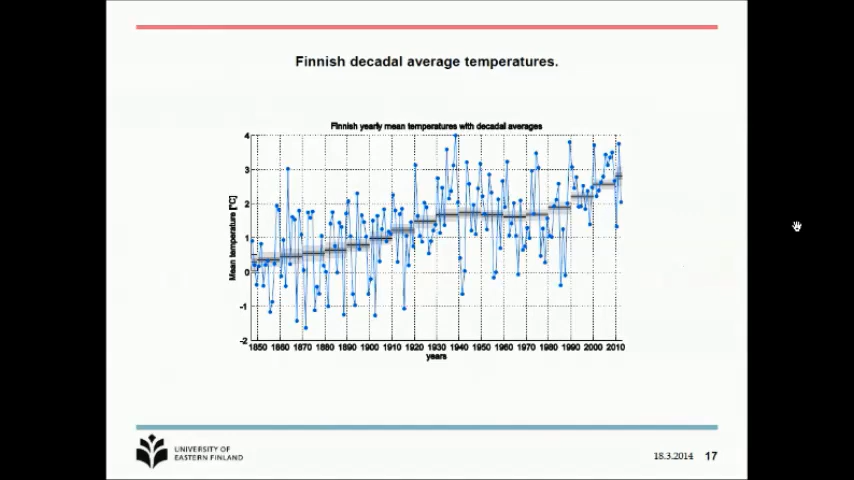 Finnish decadal average temperatures.
Finnish yearly mean temperatures with decadal averages
Mean temperature [°C]
4
3
2
1
0
-1
-2
1850 1860 1870 1880 1890 1900 1910 1920 1930 1940 1950 1960 1970 1980 1990 2000 2010
years
UNIVERSITY OF
EASTERN FINLAND
18.3.2014 17